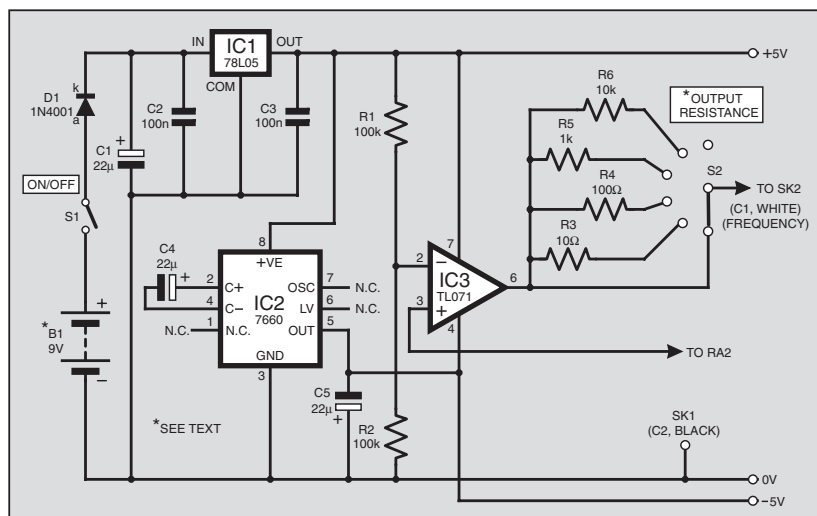 IN
IC1
78L05
OUT
COM
+5V
D1
1N4001
k
a
C2
100n
C3
100n
+
C1
22μ
R1
100k
R6
10k
*OUTPUT
RESISTANCE
R5
1k
R4
100Ω
R3
10Ω
S2
TO SK2
(C1, WHITE)
(FREQUENCY)
ON/OFF
S1
C4
22μ
+
8
+VE
2
C+
OSC
7
N.C.
IC2
7660
4
C−
LV
6
N.C.
N.C.
1
N.C.
OUT
5
GND
3
2
−
7
IC3
TL071
6
3
+
4
TO RA2
+
*B1
9V
−
*SEE TEXT
C5
22μ
+
R2
100k
SK1
(C2, BLACK)
0V
−5V